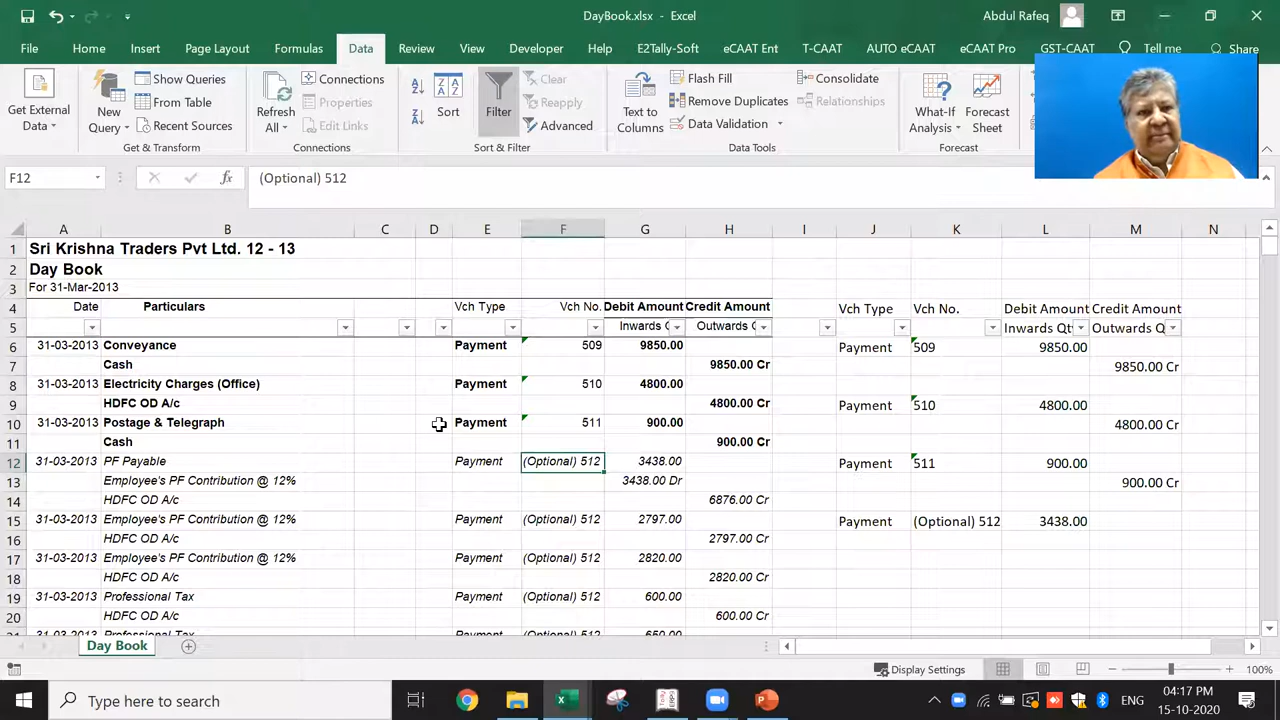 DayBook.xlsx - Excel
Abdul Rafeq
File Home Insert Page Layout Formulas Data Review View Developer Help E2Tally-Soft eCAAT Ent T-CAAT AUTO eCAAT eCAAT Pro GST-CAAT Tell me Share
Get External Data
New Query
Show Queries
From Table
Recent Sources
Get & Transform
Refresh All
Connections
Properties
Edit Links
Connections
Sort
Filter
Clear
Reapply
Advanced
Sort & Filter
Text to Columns
Flash Fill
Remove Duplicates
Data Validation
Consolidate
Relationships
Data Tools
What-If Analysis
Forecast Sheet
Forecast
F12
fx
(Optional) 512
A B C D E F G H I J K L M N
1 Sri Krishna Traders Pvt Ltd. 12 - 13
2 Day Book
3 For 31-Mar-2013
4 Date Particulars Vch Type Vch No. Debit Amount Credit Amount Vch Type Vch No. Debit Amount Credit Amount
5 Inwards Outwards Inwards Qt Outwards Q
6 31-03-2013 Conveyance Payment 509 9850.00 Payment 509 9850.00
7 Cash 9850.00 Cr 9850.00 Cr
8 31-03-2013 Electricity Charges (Office) Payment 510 4800.00
9 HDFC OD A/c 4800.00 Cr Payment 510 4800.00
10 31-03-2013 Postage & Telegraph Payment 511 900.00 4800.00 Cr
11 Cash 900.00 Cr
12 31-03-2013 PF Payable Payment (Optional) 512 3438.00 Payment 511 900.00
13 Employee's PF Contribution @ 12% 3438.00 Dr 900.00 Cr
14 HDFC OD A/c 6876.00 Cr
15 31-03-2013 Employee's PF Contribution @ 12% Payment (Optional) 512 2797.00 Payment (Optional) 512 3438.00
16 HDFC OD A/c 2797.00 Cr
17 31-03-2013 Employee's PF Contribution @ 12% Payment (Optional) 512 2820.00
18 HDFC OD A/c 2820.00 Cr
19 31-03-2013 Professional Tax Payment (Optional) 512 600.00
20 HDFC OD A/c 600.00 Cr
31-03-2013 Professional Tax Payment (Optional) 512 650.00
Day Book
Display Settings
100%
Type here to search
ENG
04:17 PM
15-10-2020